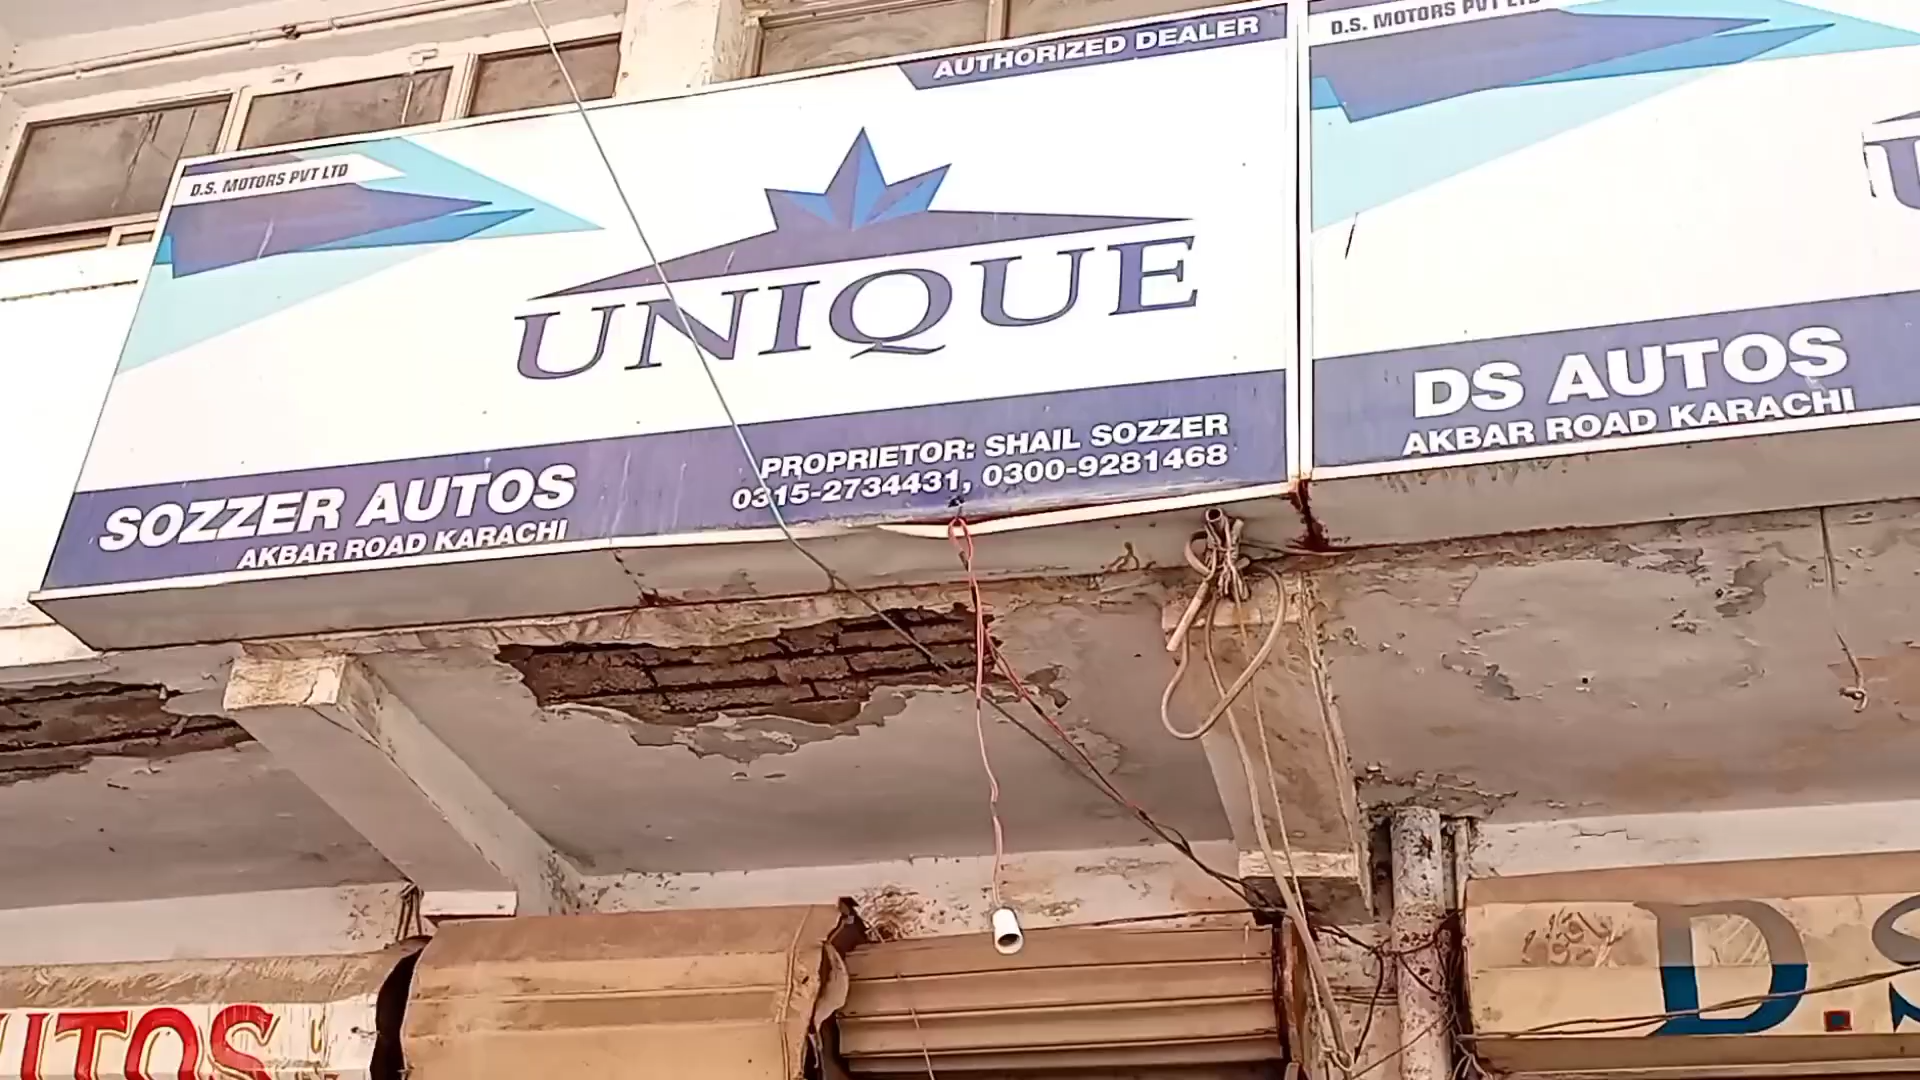 AUTHORIZED DEALER
D.S. MOTORS PVT LTD
UNIQUE
PROPRIETOR: SHAIL SOZZER
0315-2734431, 0300-9281468
SOZZER AUTOS
AKBAR ROAD KARACHI
D.S. MOTORS PVT LTD
U
DS AUTOS
AKBAR ROAD KARACHI
UTOS
D.S